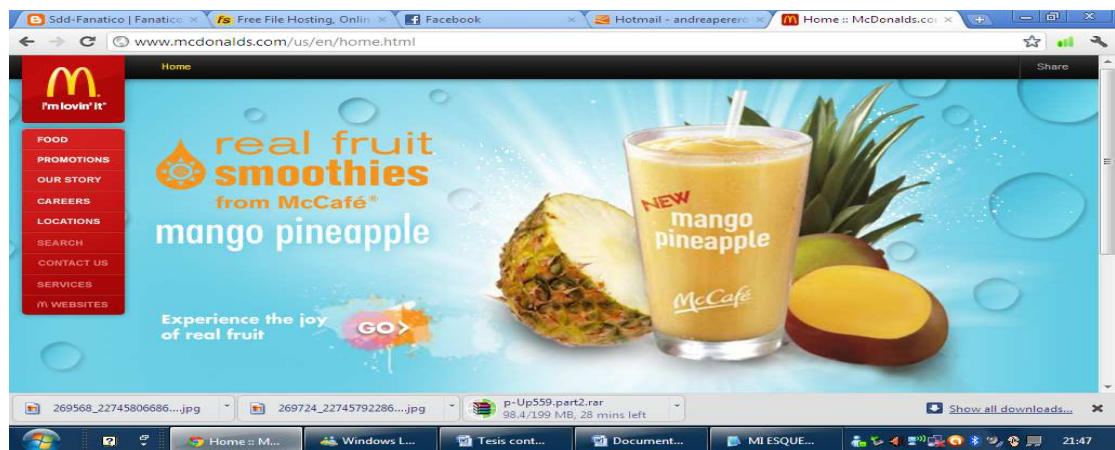 Sdd-Fanatico | Fanatico
fs Free File Hosting, Onlin
Facebook
Hotmail - andreaperero
Home :: McDonalds.co
www.mcdonalds.com/us/en/home.html
Home
Share
i'm lovin' it
FOOD
PROMOTIONS
OUR STORY
CAREERS
LOCATIONS
SEARCH
CONTACT US
SERVICES
WEBSITES
real fruit
smoothies
from McCafé®
mango pineapple
Experience the joy
of real fruit
GO>
NEW
mango
pineapple
McCafé
269568_22745806686....jpg
269724_22745792286....jpg
p-Up559.part2.rar
98.4/199 MB, 28 mins left
Show all downloads...
Home :: M...
Windows L...
Tesis cont...
Document...
MI ESQUE...
21:47